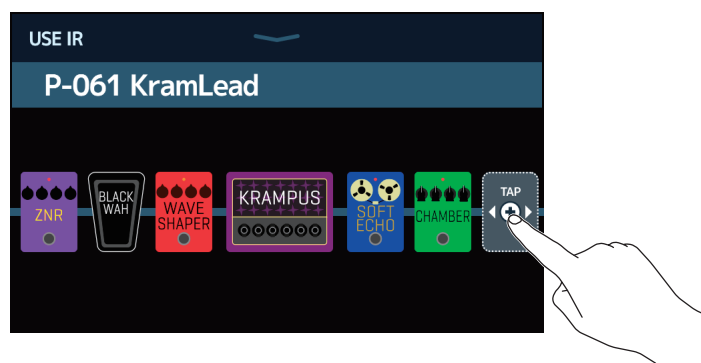 USE IR
P-061 KramLead
ZNR
BLACK
WAH
WAVE
SHAPER
KRAMPUS
SOFT
ECHO
CHAMBER
TAP